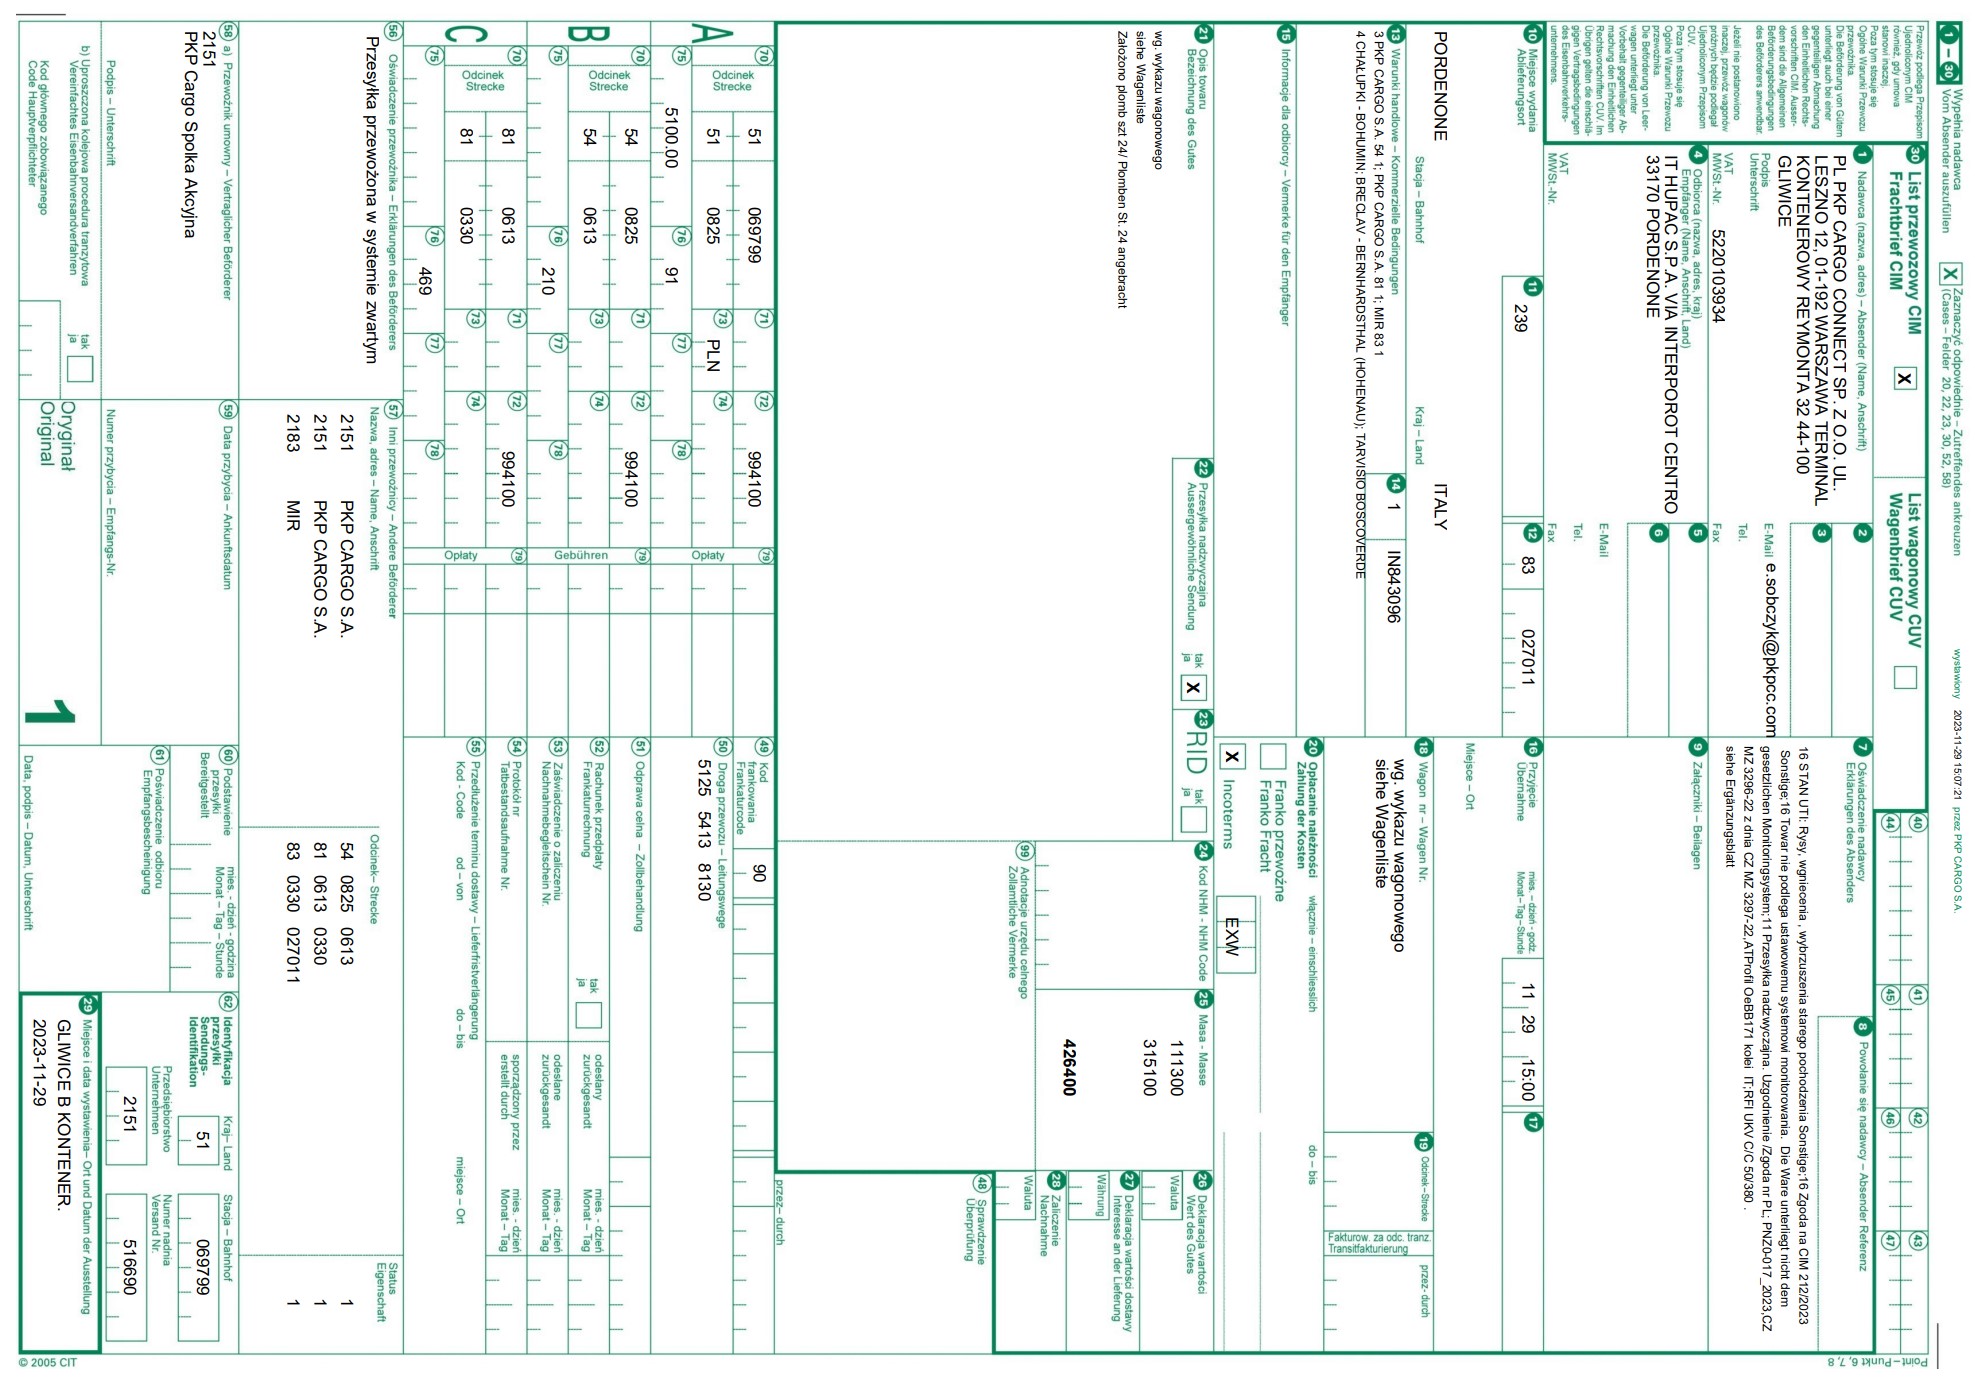 1 – 30
Wypełnia nadawca
Vom Absender auszufüllen
X
Zaznaczyć odpowiednie – Zutreffendes ankreuzen
(Cases – Felder 20, 22, 23, 30, 52, 58)
wystawiony 2023-11-29 15:07:21 przez PKP CARGO S.A.
Przewóz podlega Przepisom
Ujednoliconym CIM
również, gdy umowa
stanowi inaczej.
Poza tym stosuje się
Ogólne Warunki Przewozu
przewoźnika.
Die Beförderung von Gütern
unterliegt auch bei einer
gegenteiligen Abmachung
den Einheitlichen Rechts-
vorschriften CIM. Ausser-
dem sind die Allgemeinen
Beförderungsbedingungen
des Beförderers anwendbar.
Jeżeli nie postanowiono
inaczej, przewóz wagonów
próżnych będzie podlegał
Ujednoliconym Przepisom
CUV.
Poza tym stosuje się
Ogólne Warunki Przewozu
przewoźnika.
Die Beförderung von Leer-
wagen unterliegt unter
Vorbehalt gegenteiliger Ab-
machung den Einheitlichen
Rechtsvorschriften CUV. Im
Übrigen gelten die einschlä-
gigen Vertragsbedingungen
des Eisenbahnverkehrs-
unternehmens.
30 List przewozowy CIM
Frachtbrief CIM
X
List wagonowy CUV
Wagenbrief CUV
40 41 42 43
44 45 46 47
Point – Punkt 6, 7, 8
1 Nadawca (nazwa, adres) – Absender (Name, Anschrift)
PL PKP CARGO CONNECT SP. Z O.O. UL.
LESZNO 12, 01-192 WARSZAWA TERMINAL
KONTENEROWY REYMONTA 32 44-100
GLIWICE
Podpis
Unterschrift
VAT
MWSt.-Nr. 5220103934
2
3
E-Mail e.sobczyk@pkpcc.com
Tel.
Fax
7 Oświadczenie nadawcy
Erklärungen des Absenders
8 Powołanie się nadawcy – Absender Referenz
16 STAN UTI: Rysy, wgniecenia , wybrzuszenia starego pochodzenia Sonstige;16 Zgoda na CIM 212/2023
Sonstige;16 Towar nie podlega ustawowemu systemowi monitorowania. Die Ware unterliegt nicht dem
gesetzlichen Monitoringsystem;11 Przesyłka nadzwyczajna. Uzgodnienie /Zgoda nr PL; PNZ0-017_2023,CZ
MZ 3296-22 z dnia CZ MZ 3297-22,ATProfil OeBB171 kolei IT;RFI UKV C/C 50/380 .
siehe Ergänzungsblatt
4 Odbiorca (nazwa, adres, kraj)
Empfänger (Name, Anschrift, Land)
IT HUPAC S.P.A. VIA INTERPOROT CENTRO
33170 PORDENONE
VAT
MWSt.-Nr.
5
6
E-Mail
Tel.
Fax
9 Załączniki – Beilagen
10 Miejsce wydania
Ablieferungsort
11 239
12 83 027011
PORDENONE ITALY
Stacja – Bahnhof Kraj – Land
16 Przyjęcie
Übernahme
mies. – dzień - godz.
Monat – Tag – Stunde
11 29 15:00
17
Miejsce – Ort
13 Warunki handlowe – Kommerzielle Bedingungen
14 1 IN843096
3 PKP CARGO S.A. 54 1; PKP CARGO S.A. 81 1; MIR 83 1
4 CHAŁUPKI - BOHUMIN; BRECLAV - BERNHARDSTHAL (HOHENAU); TARVISIO BOSCOVERDE
18 Wagon nr – Wagen Nr.
wg. wykazu wagonowego
siehe Wagenliste
19 Odcinek – Strecke
Fakturow. za odc. tranz.
Transitfakturierung
przez- durch
15 Informacje dla odbiorcy – Vermerke für den Empfänger
20 Opłacanie należności
Zahlung der Kosten
włącznie – einschliesslich
do – bis
Franko przewoźne
Franko Fracht
X Incoterms EXW
21 Opis towaru
Bezeichnung des Gutes
22 Przesyłka nadzwyczajna
Aussergewöhnliche Sendung
tak
ja
X
23 RID
tak
ja
wg. wykazu wagonowego
siehe Wagenliste
Założono plomb szt 24/ Plomben St. 24 angebracht
24 Kod NHM - NHM Code
25 Masa - Masse
111300
315100
426400
26 Deklaracja wartości
Wert des Gutes
Waluta
27 Deklaracja wartości dostawy
Interesse an der Lieferung
Währung
28 Zaliczenie
Nachnahme
Waluta
99 Adnotacje urzędu celnego
Zollamtliche Vermerke
48 Sprawdzenie
Überprüfung
przez– durch
A
70 Odcinek
Strecke
51 069799 71 72 994100 79
51 0825 73 PLN 74 Opłaty
75 5100.00 76 91 77 78
B
70 Odcinek
Strecke
54 0825 71 72 994100 79
54 0613 73 74 Gebühren
75 76 210 77 78
C
70 Odcinek
Strecke
81 0613 71 72 994100 79
81 0330 73 74 Opłaty
75 76 469 77 78
49 Kod
frankowania
Frankaturcode
90
50 Droga przewozu – Leitungswege
5125 5413 8130
51 Odprawa celna – Zollbehandlung
52 Rachunek przedpłaty
Frankaturrechnung
tak
ja
odesłany
zurückgesandt
mies. - dzień
Monat – Tag
53 Zaświadczenie o zaliczeniu
Nachnahmebegleitschein Nr.
odesłane
zurückgesandt
mies. - dzień
Monat – Tag
54 Protokół nr
Tatbestandsaufnahme Nr.
sporządzony przez
erstellt durch
mies. - dzień
Monat – Tag
55 Przedłużenie terminu dostawy – Lieferfristverlängerung
Kod - Code od – von do – bis miejsce – Ort
56 Oświadczenie przewoźnika – Erklärungen des Beförderers
Przesyłka przewożona w systemie zwartym
57 Inni przewoźnicy – Andere Beförderer
Nazwa, adres – Name, Anschrift Odcinek– Strecke
Status
Eigenschaft
2151 PKP CARGO S.A. 54 0825 0613 1
2151 PKP CARGO S.A. 81 0613 0330 1
2183 MIR 83 0330 027011 1
58 a) Przewoźnik umowny – Vertraglicher Beförderer
2151
PKP Cargo Spolka Akcyjna
Podpis – Unterschrift
59 Data przybycia – Ankunftsdatum
Numer przybycia – Empfangs-Nr.
60 Podstawienie
przesyłki
Bereitgestellt
mies. - dzień - godzina
Monat – Tag – Stunde
61 Poświadczenie odbioru
Empfangsbescheinigung
Data, podpis – Datum, Unterschrift
62 Identyfikacja
przesyłki
Sendungs-
Identifikation
Kraj– Land Stacja – Bahnhof
51 069799
Przedsiębiorstwo
Unternehmen
Numer nadnia
Versand Nr.
2151 516690
b) Uproszczona kolejowa procedura tranzytowa
Vereinfachtes Eisenbahnversandverfahren
tak
ja
Kod głównego zobowiązanego
Code Hauptverpflichteter
Oryginał
Original
1
29 Miejsce i data wystawienia– Ort und Datum der Ausstellung
GLIWICE B KONTENER.
2023-11-29
© 2005 CIT